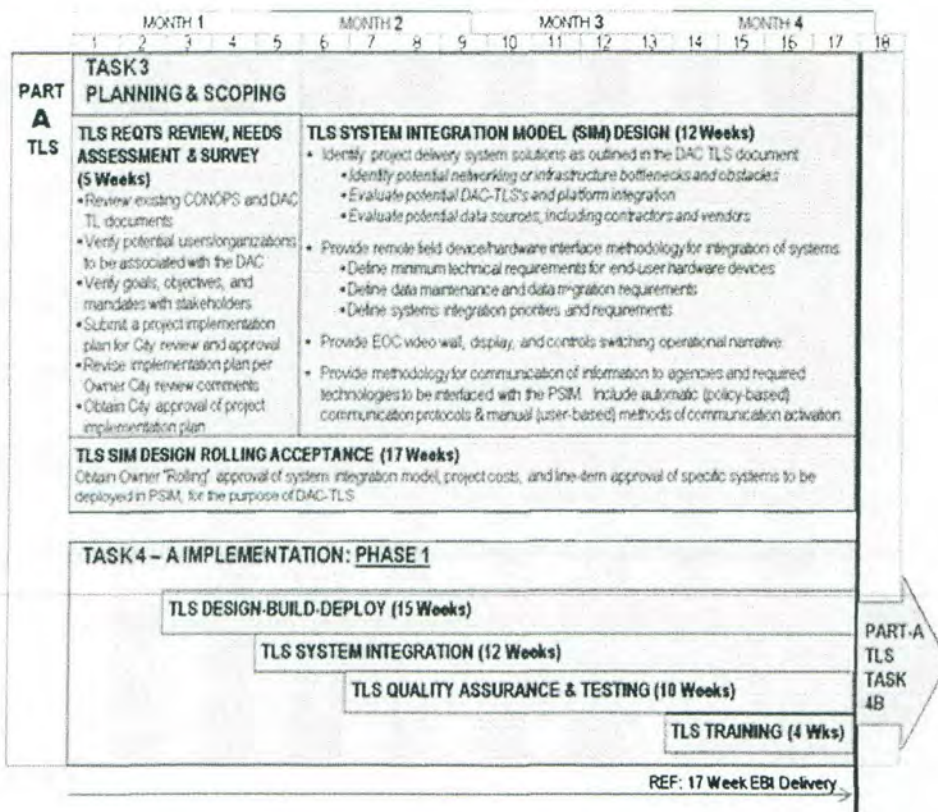 MONTH 1 MONTH 2 MONTH 3 MONTH 4
1 2 3 4 5 6 7 8 9 10 11 12 13 14 15 16 17 18
PART
A
TLS
TASK 3
PLANNING & SCOPING
TLS REQTS REVIEW, NEEDS
ASSESSMENT & SURVEY
(5 Weeks)
• Review existing CONOPS and DAC
TL documents
• Verify potential users/organizations
to be associated with the DAC
• Verify goals, objectives, and
mandates with stakeholders
• Submit a project implementation
plan for City review and approval
• Revise implementation plan per
Owner City review comments
• Obtain City approval of project
implementation plan
TLS SYSTEM INTEGRATION MODEL (SIM) DESIGN (12 Weeks)
• Identify project delivery system solutions as outlined in the DAC TLS document
• Identify potential networking or infrastructure bottlenecks and obstacles
• Evaluate potential DAC-TLS's and platform integration
• Evaluate potential data sources, including contractors and vendors
• Provide remote field device/hardware interface methodology for integration of systems
• Define minimum technical requirements for end-user hardware devices
• Define data maintenance and data migration requirements
• Define systems integration priorities and requirements
• Provide EOC video wall, display, and controls switching operational narrative
• Provide methodology for communication of information to agencies and required
technologies to be interfaced with the PSIM. Include automatic (policy-based)
communication protocols & manual (user-based) methods of communication activation
TLS SIM DESIGN ROLLING ACCEPTANCE (17 Weeks)
Obtain Owner "Rolling" approval of system integration model, project costs, and line-term approval of specific systems to be
deployed in PSIM, for the purpose of DAC-TLS
TASK 4 – A IMPLEMENTATION: PHASE 1
TLS DESIGN-BUILD-DEPLOY (15 Weeks)
TLS SYSTEM INTEGRATION (12 Weeks)
TLS QUALITY ASSURANCE & TESTING (10 Weeks)
TLS TRAINING (4 Wks)
PART-A
TLS
TASK
4B
REF: 17 Week EBI Delivery